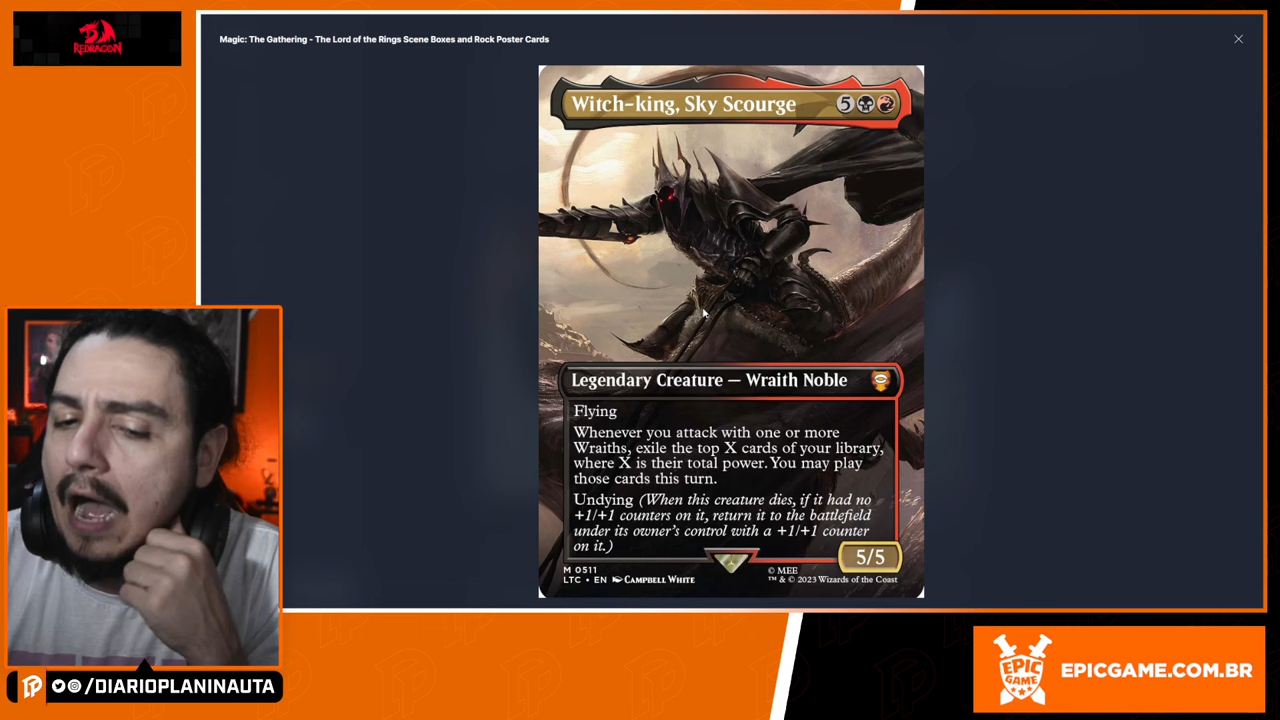 REDRAGON
Magic: The Gathering - The Lord of the Rings Scene Boxes and Rock Poster Cards
Witch-king, Sky Scourge
5
Legendary Creature — Wraith Noble
Flying
Whenever you attack with one or more
Wraiths, exile the top X cards of your library,
where X is their total power. You may play
those cards this turn.
Undying (When this creature dies, if it had no
+1/+1 counters on it, return it to the battlefield
under its owner's control with a +1/+1 counter
on it.)
5/5
M 0511
LTC • EN Campbell White
© MEE
™ & © 2023 Wizards of the Coast
/DIARIOPLANINAUTA
EPIC
GAME
EPICGAME.COM.BR